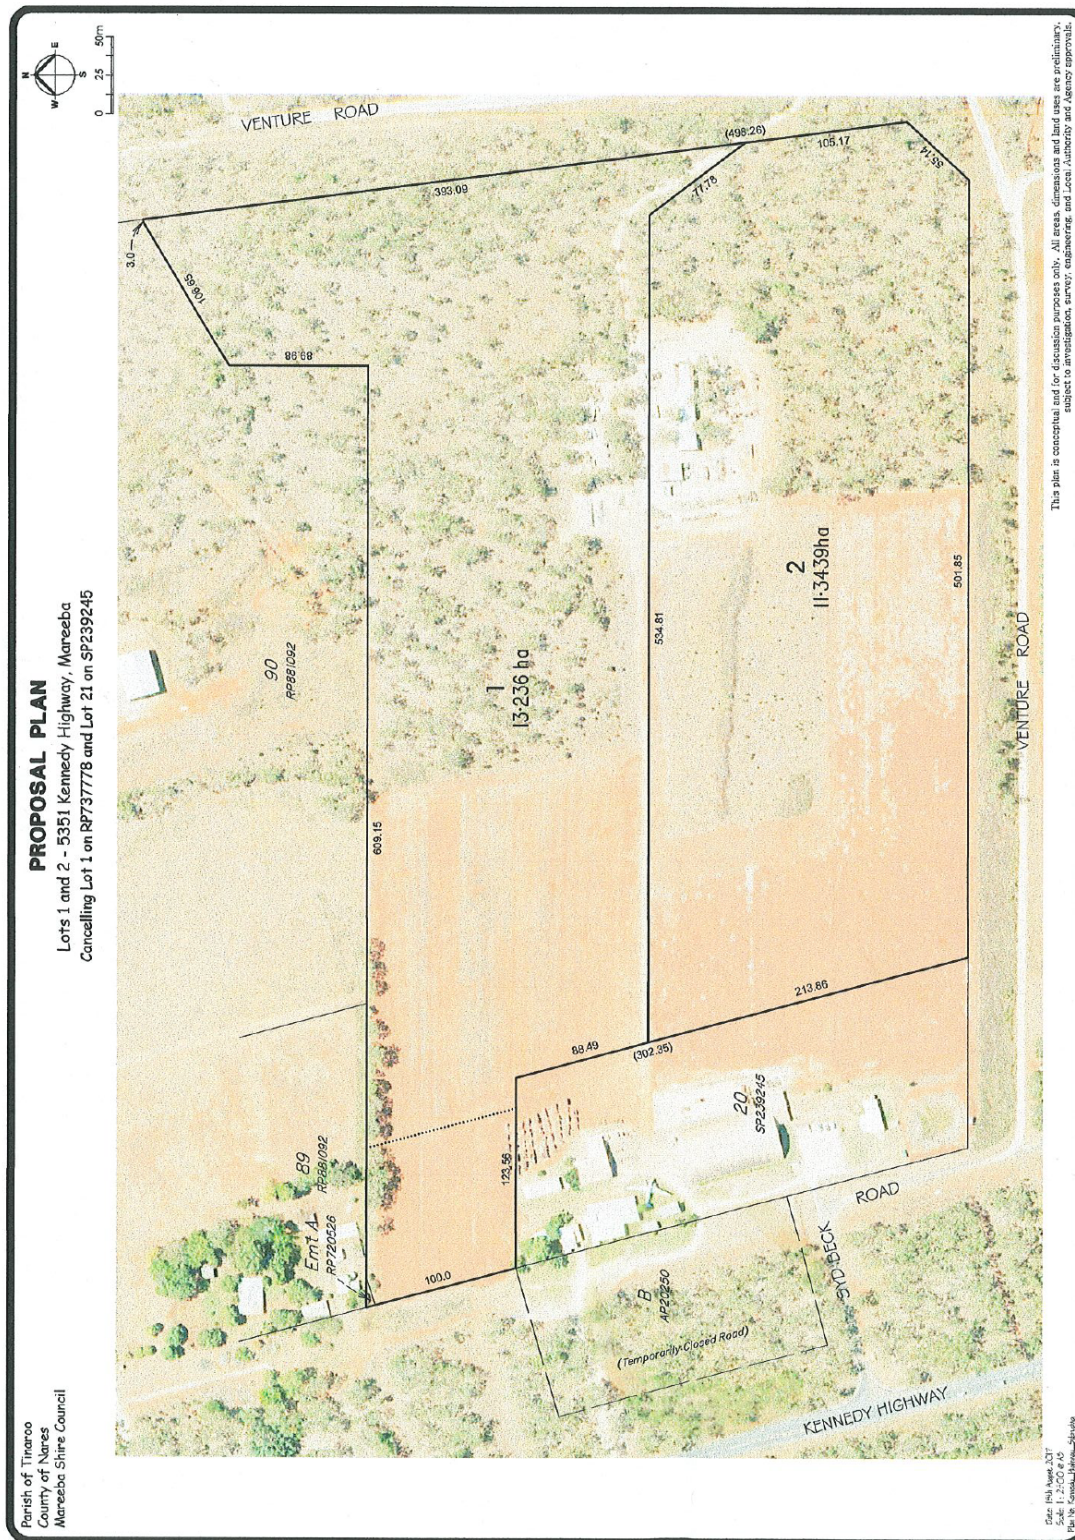 Parish of Tinaroo
County of Nares
Mareeba Shire Council
PROPOSAL PLAN
Lots 1 and 2 - 5351 Kennedy Highway, Mareeba
Cancelling Lot 1 on RP737778 and Lot 21 on SP239245
N
W
E
S
0 25 50m
VENTURE ROAD
3.0
393.09
(498.26)
105.17
55.14
77.78
106.65
89.98
90
RP881092
609.15
1
13·236 ha
534.81
2
11·3439ha
501.85
VENTURE ROAD
89
RP881092
Em't A
RP720526
100.0
123.56
88.49
(302.35)
213.86
20
SP239245
B
AP20250
(Temporarily Closed Road)
SYD BECK ROAD
KENNEDY HIGHWAY
This plan is conceptual and for discussion purposes only. All areas, dimensions and land uses are preliminary,
subject to investigation, survey, engineering, and Local Authority and Agency approvals.